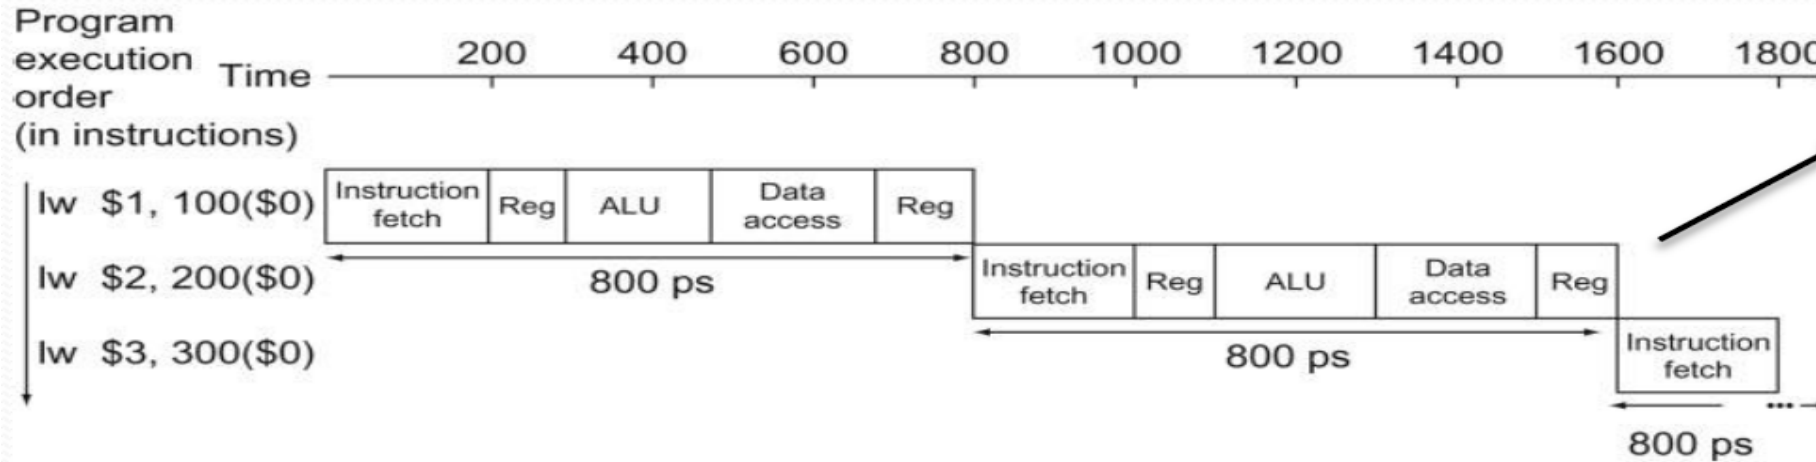 Program
execution
order
(in instructions)
Time
200 400 600 800 1000 1200 1400 1600 1800
lw $1, 100($0)
Instruction
fetch
Reg
ALU
Data
access
Reg
800 ps
lw $2, 200($0)
Instruction
fetch
Reg
ALU
Data
access
Reg
800 ps
lw $3, 300($0)
Instruction
fetch
...
800 ps